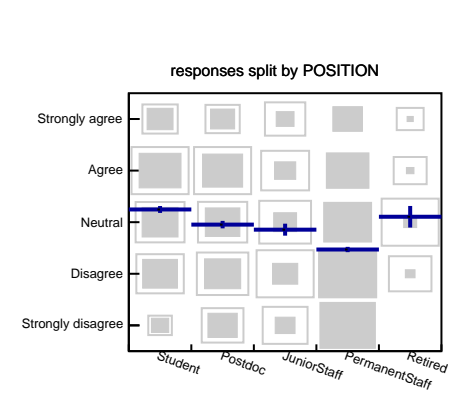 responses split by POSITION
Strongly agree
Agree
Neutral
Disagree
Strongly disagree
Student
Postdoc
JuniorStaff
PermanentStaff
Retired